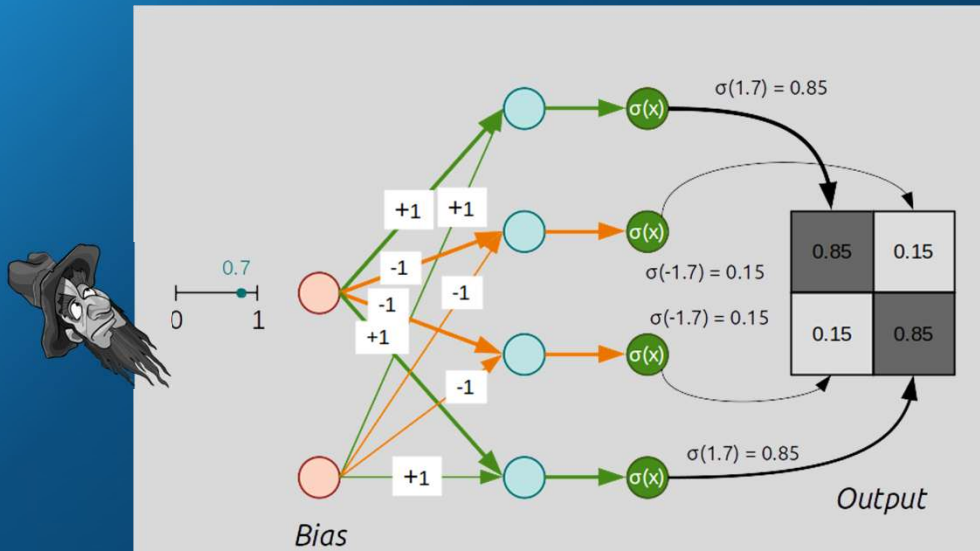 σ(1.7) = 0.85
σ(x)
+1
+1
σ(x)
0.85
0.15
-1
0.7
σ(-1.7) = 0.15
-1
-1
0
1
σ(-1.7) = 0.15
+1
0.15
0.85
σ(x)
-1
σ(1.7) = 0.85
+1
σ(x)
Output
Bias